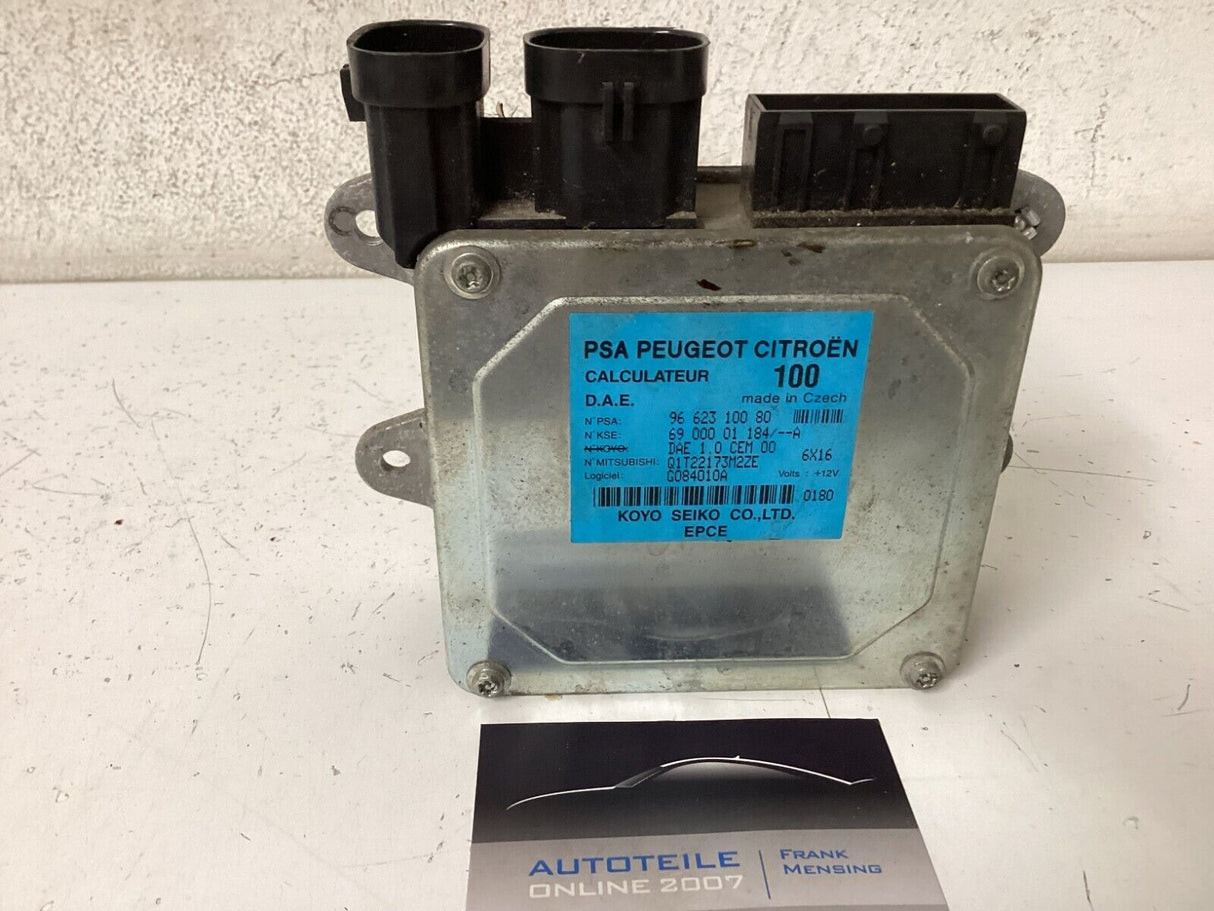 PSA PEUGEOT CITROËN
CALCULATEUR 100
D.A.E. made in Czech
N°PSA: 96 623 100 80
N°KSE: 69 000 01 184/--A
N°KOYO: DAE 1.0 CEM 00 6X16
N°MITSUBISHI: Q1T22173M2ZE Volts : +12V
Logiciel: G084010A
0180
KOYO SEIKO CO.,LTD.
EPCE
AUTOTEILE
ONLINE 2007
FRANK
MENSING